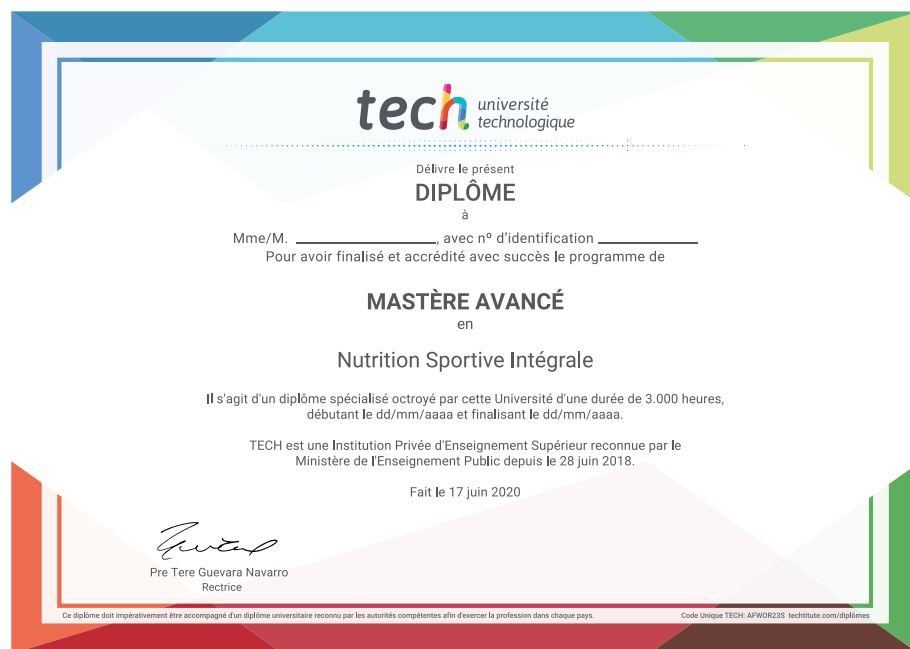 tech université
technologique
Délivre le présent
DIPLÔME
à
Mme/M. ____________, avec nº d'identification ____________
Pour avoir finalisé et accrédité avec succès le programme de
MASTÈRE AVANCÉ
en
Nutrition Sportive Intégrale
Il s'agit d'un diplôme spécialisé octroyé par cette Université d'une durée de 3.000 heures,
débutant le dd/mm/aaaa et finalisant le dd/mm/aaaa.
TECH est une Institution Privée d'Enseignement Supérieur reconnue par le
Ministère de l'Enseignement Public depuis le 28 juin 2018.
Fait le 17 juin 2020
Pre Tere Guevara Navarro
Rectrice
Ce diplôme doit impérativement être accompagné d'un diplôme universitaire reconnu par les autorités compétentes afin d'exercer la profession dans chaque pays. Code Unique TECH: AFWOR23S techtitute.com/diplômes